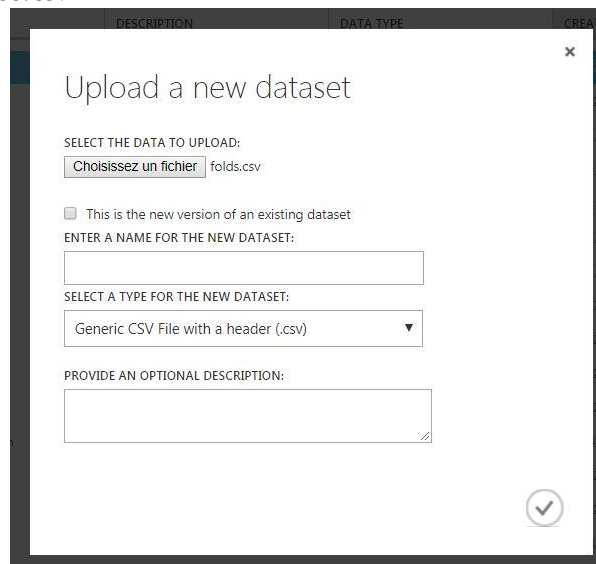 DESCRIPTION DATA TYPE CREA
Upload a new dataset
SELECT THE DATA TO UPLOAD:
Choisissez un fichier folds.csv
This is the new version of an existing dataset
ENTER A NAME FOR THE NEW DATASET:
SELECT A TYPE FOR THE NEW DATASET:
Generic CSV File with a header (.csv)
PROVIDE AN OPTIONAL DESCRIPTION: